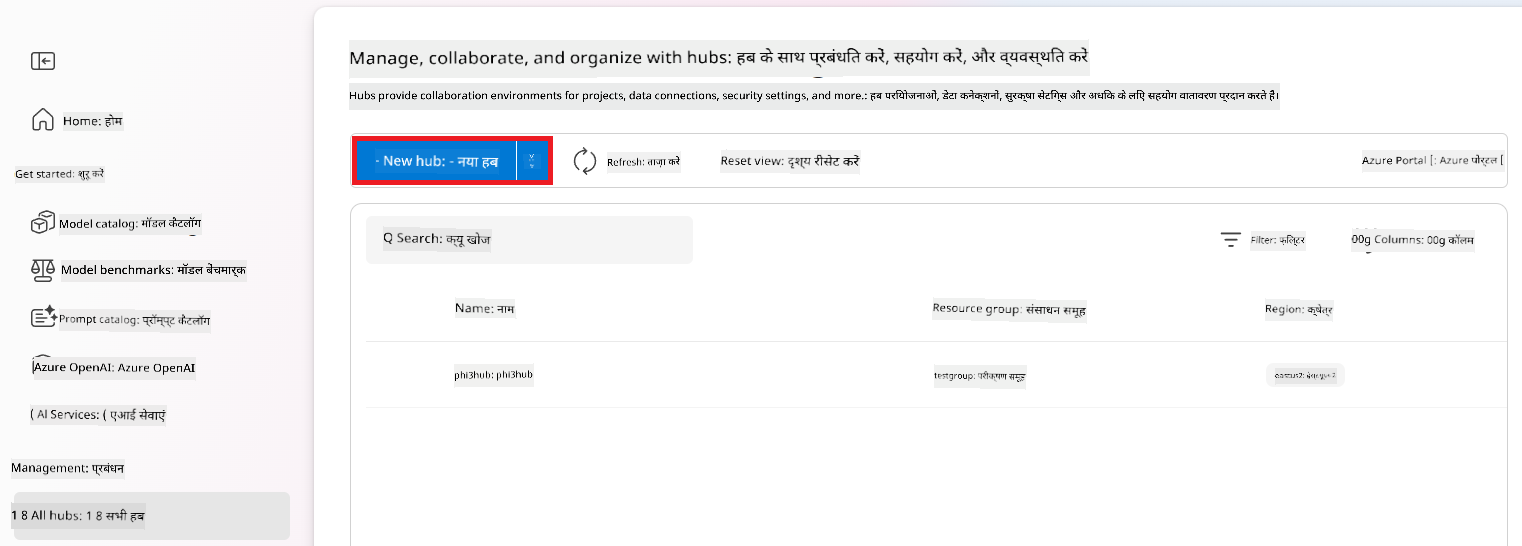 Home: होम
Get started: शुरू करें
Model catalog: मॉडल कैटलॉग
Model benchmarks: मॉडल बेंचमार्क
Prompt catalog: प्रॉम्प्ट कैटलॉग
Azure OpenAI: Azure OpenAI
( AI Services: ( एआई सेवाएं
Management: प्रबंधन
1 8 All hubs: 1 8 सभी हब
Manage, collaborate, and organize with hubs: हब के साथ प्रबंधित करें, सहयोग करें, और व्यवस्थित करें
Hubs provide collaboration environments for projects, data connections, security settings, and more.: हब परियोजनाओं, डेटा कनेक्शनों, सुरक्षा सेटिंग्स और अधिक के लिए सहयोग वातावरण प्रदान करते हैं।
- New hub: - नया हब
Refresh: ताज़ा करें
Reset view: दृश्य रीसेट करें
Azure Portal [: Azure पोर्टल [
Q Search: क्यू खोज
Filter: फ़िल्टर
00g Columns: 00g कॉलम
Name: नाम
Resource group: संसाधन समूह
Region: क्षेत्र
phi3hub: phi3hub
testgroup: परीक्षण समूह
eastus2: